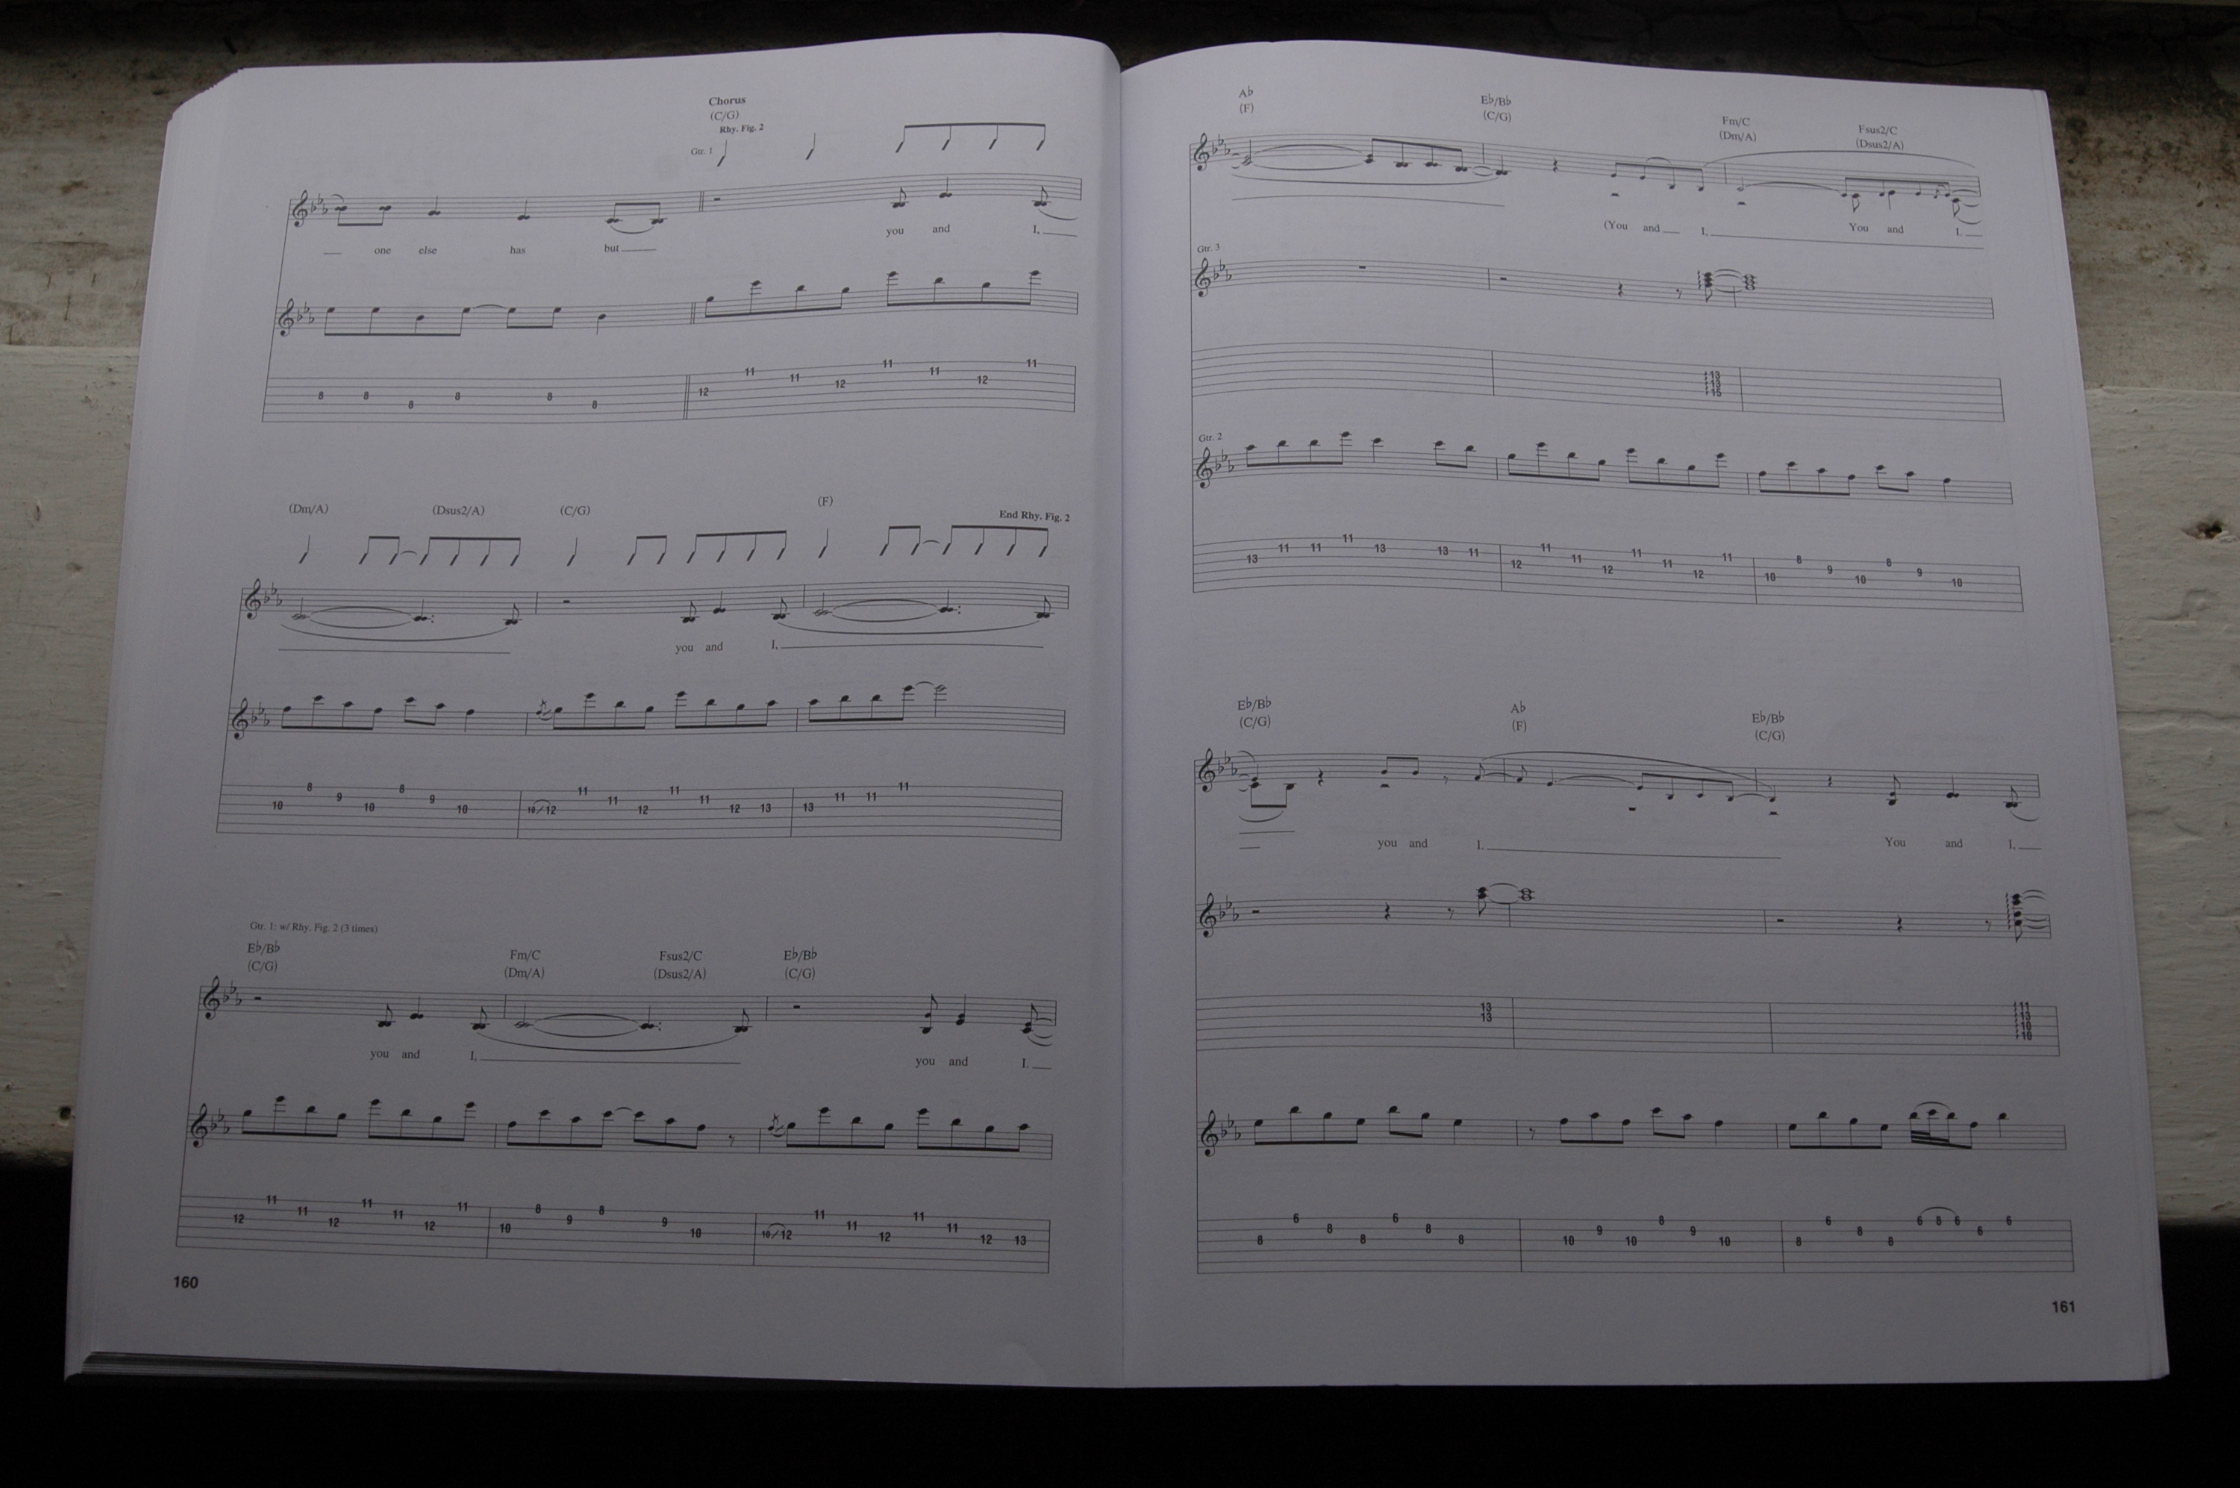 Chorus
(C/G)
Rhy. Fig. 2
Gtr. 1
one else has but you and I,
8 8 8 8 8 8 12 11 11 12 11 11 12 11
(Dm/A) (Dsus2/A) (C/G) (F)
End Rhy. Fig. 2
you and I,
10 8 9 10 8 9 10 10 12 11 11 12 11 11 12 13 13 11 11 11
Gtr. 1: w/ Rhy. Fig. 2 (3 times)
E♭/B♭ Fm/C Fsus2/C E♭/B♭
(C/G) (Dm/A) (Dsus2/A) (C/G)
you and I, you and I.
12 11 11 12 11 11 12 11 10 8 9 8 9 10 10 12 11 11 12 11 11 12 13
160
A♭ E♭/B♭ Fm/C Fsus2/C
(F) (C/G) (Dm/A) (Dsus2/A)
(You and I, You and I.
Gtr. 3
13
13
15
Gtr. 2
13 11 11 11 13 13 11 12 11 11 12 11 11 12 11 10 8 9 10 8 9 10
E♭/B♭ A♭ E♭/B♭
(C/G) (F) (C/G)
you and I. You and I.
13 11
13 13
10
10
10
8 6 8 8 6 8 8 10 9 10 8 9 10 8 6 8 8 6 8 6 6 6
161